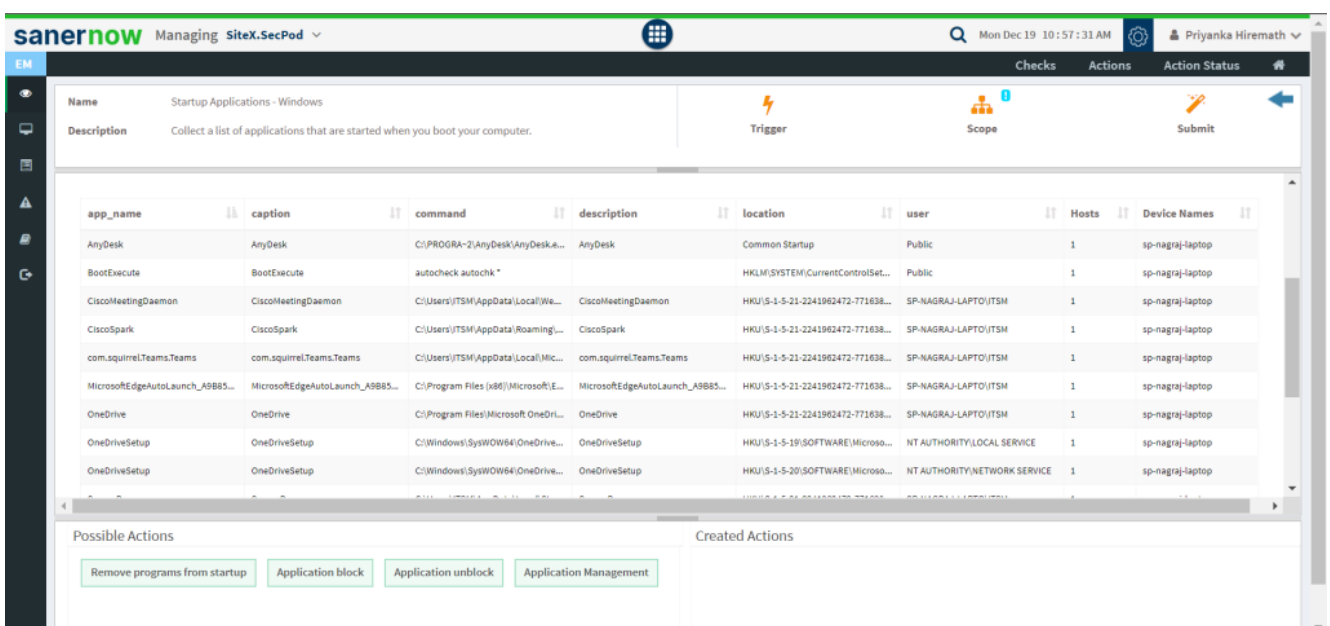 sanernow Managing SiteX.SecPod Mon Dec 19 10:57:31 AM Priyanka Hiremath
EM Checks Actions Action Status
Name Startup Applications - Windows
Description Collect a list of applications that are started when you boot your computer.
Trigger Scope Submit
app_name caption command description location user Hosts Device Names
AnyDesk AnyDesk C:\PROGRA~2\AnyDesk\AnyDesk.e... AnyDesk Common Startup Public 1 sp-nagraj-laptop
BootExecute BootExecute autocheck autochk * HKLM\SYSTEM\CurrentControlSet... Public 1 sp-nagraj-laptop
CiscoMeetingDaemon CiscoMeetingDaemon C:\Users\ITSM\AppData\Local\We... CiscoMeetingDaemon HKU\S-1-5-21-2241962472-771638... SP-NAGRAJ-LAPTO\ITSM 1 sp-nagraj-laptop
CiscoSpark CiscoSpark C:\Users\ITSM\AppData\Roaming\... CiscoSpark HKU\S-1-5-21-2241962472-771638... SP-NAGRAJ-LAPTO\ITSM 1 sp-nagraj-laptop
com.squirrel.Teams.Teams com.squirrel.Teams.Teams C:\Users\ITSM\AppData\Local\Mic... com.squirrel.Teams.Teams HKU\S-1-5-21-2241962472-771638... SP-NAGRAJ-LAPTO\ITSM 1 sp-nagraj-laptop
MicrosoftEdgeAutoLaunch_A9B85... MicrosoftEdgeAutoLaunch_A9B85... C:\Program Files (x86)\Microsoft\E... MicrosoftEdgeAutoLaunch_A9B85... HKU\S-1-5-21-2241962472-771638... SP-NAGRAJ-LAPTO\ITSM 1 sp-nagraj-laptop
OneDrive OneDrive C:\Program Files\Microsoft OneDri... OneDrive HKU\S-1-5-21-2241962472-771638... SP-NAGRAJ-LAPTO\ITSM 1 sp-nagraj-laptop
OneDriveSetup OneDriveSetup C:\Windows\SysWOW64\OneDrive... OneDriveSetup HKU\S-1-5-19\SOFTWARE\Microso... NT AUTHORITY\LOCAL SERVICE 1 sp-nagraj-laptop
OneDriveSetup OneDriveSetup C:\Windows\SysWOW64\OneDrive... OneDriveSetup HKU\S-1-5-20\SOFTWARE\Microso... NT AUTHORITY\NETWORK SERVICE 1 sp-nagraj-laptop
Possible Actions Created Actions
Remove programs from startup Application block Application unblock Application Management